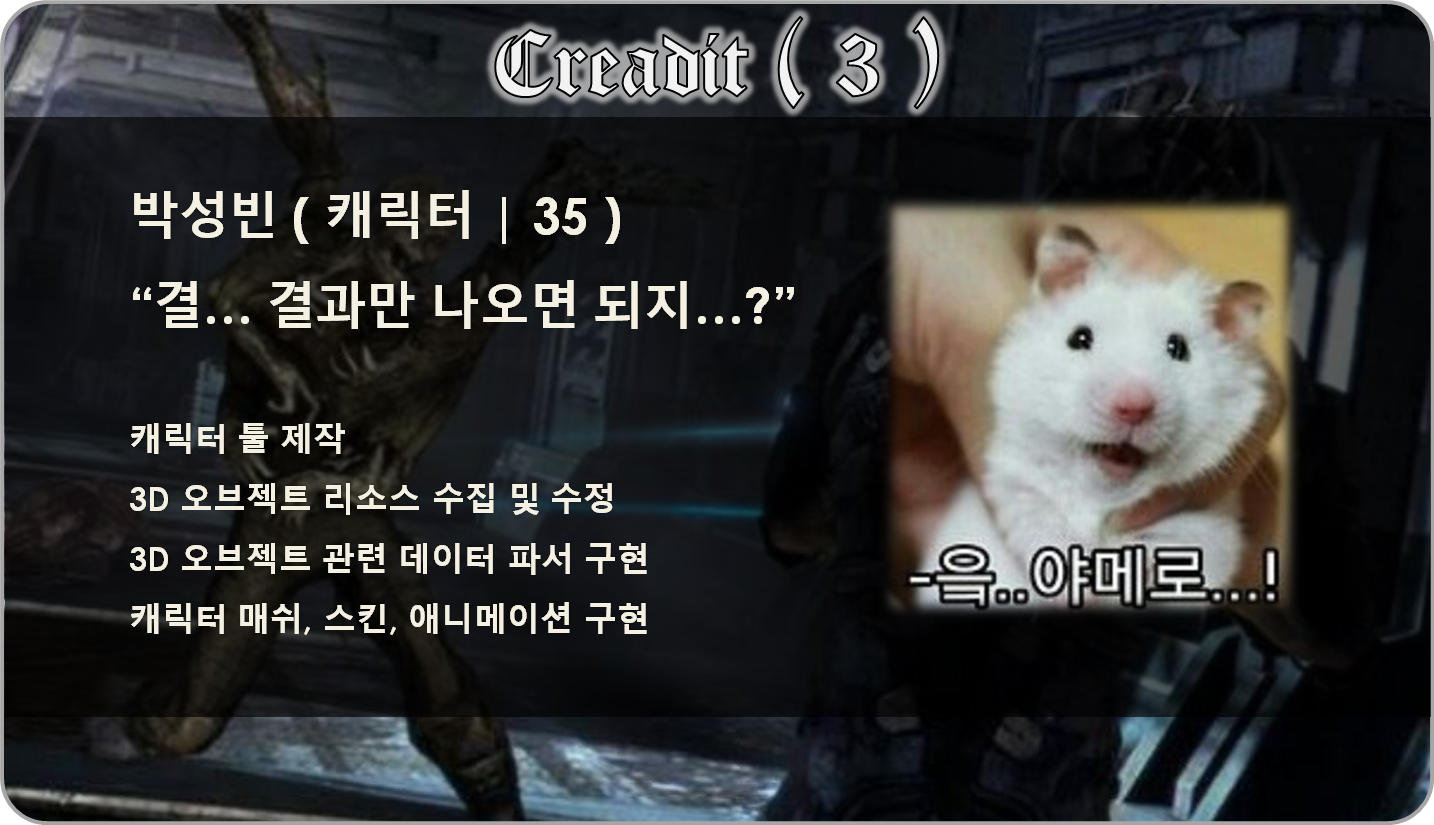 Creadit ( 3 )
박성빈 ( 캐릭터 | 35 )
“결… 결과만 나오면 되지…?”
캐릭터 툴 제작
3D 오브젝트 리소스 수집 및 수정
3D 오브젝트 관련 데이터 파서 구현
캐릭터 매쉬, 스킨, 애니메이션 구현
-윽..야메로...!